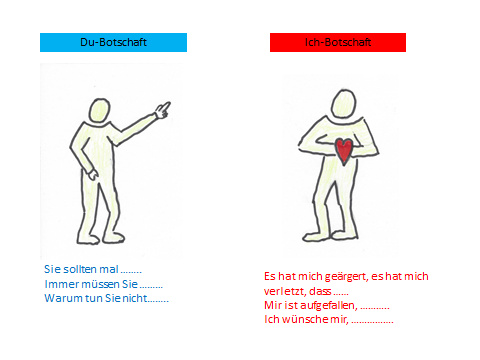 Du-Botschaft
Ich-Botschaft
Sie sollten mal ........
Immer müssen Sie .........
Warum tun Sie nicht........
Es hat mich geärgert, es hat mich
verletzt, dass ......
Mir ist aufgefallen, ...........
Ich wünsche mir, ................